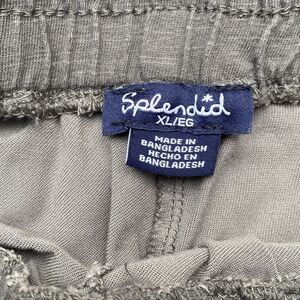 Splendid
XL/EG
MADE IN
BANGLADESH
HECHO EN
BANGLADESH